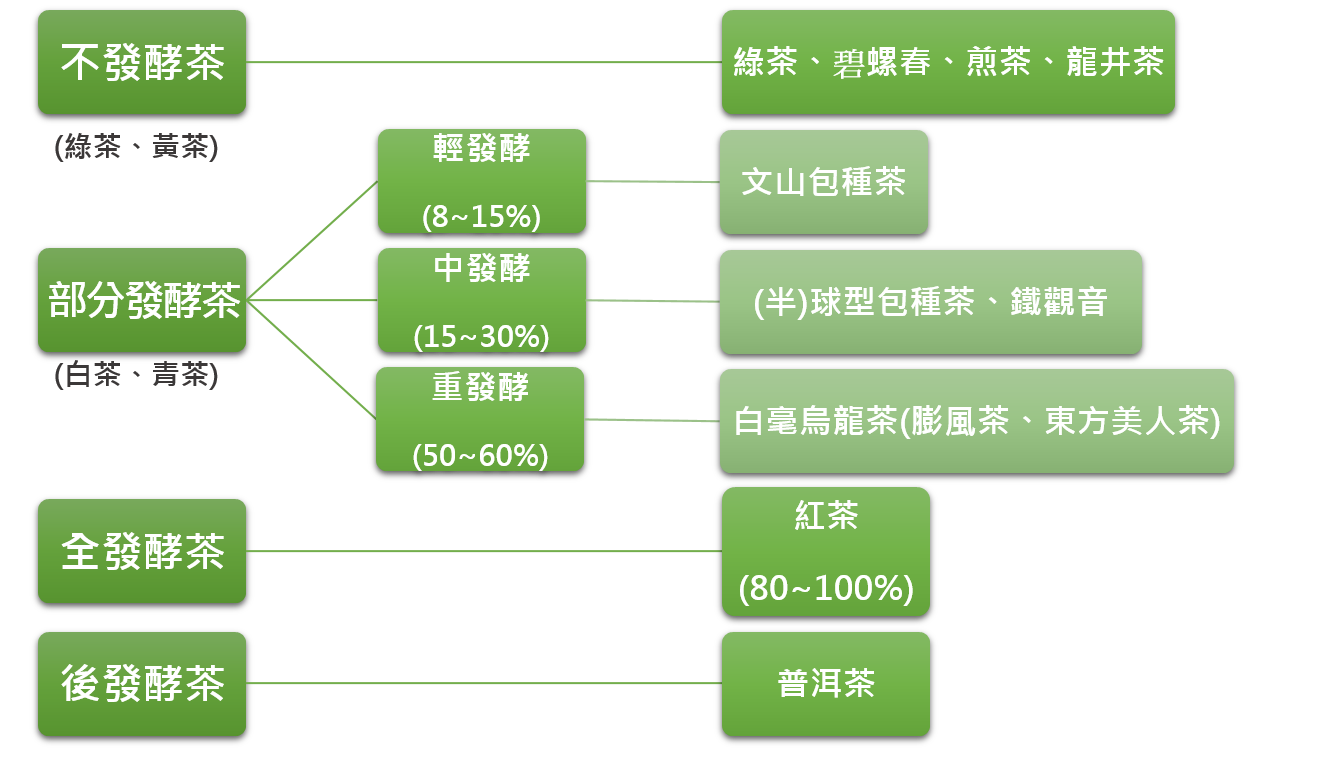 不發酵茶
綠茶、碧螺春、煎茶、龍井茶
(綠茶、黃茶)
輕發酵
(8~15%)
文山包種茶
部分發酵茶
(白茶、青茶)
中發酵
(15~30%)
(半)球型包種茶、鐵觀音
重發酵
(50~60%)
白毫烏龍茶(膨風茶、東方美人茶)
全發酵茶
紅茶
(80~100%)
後發酵茶
普洱茶